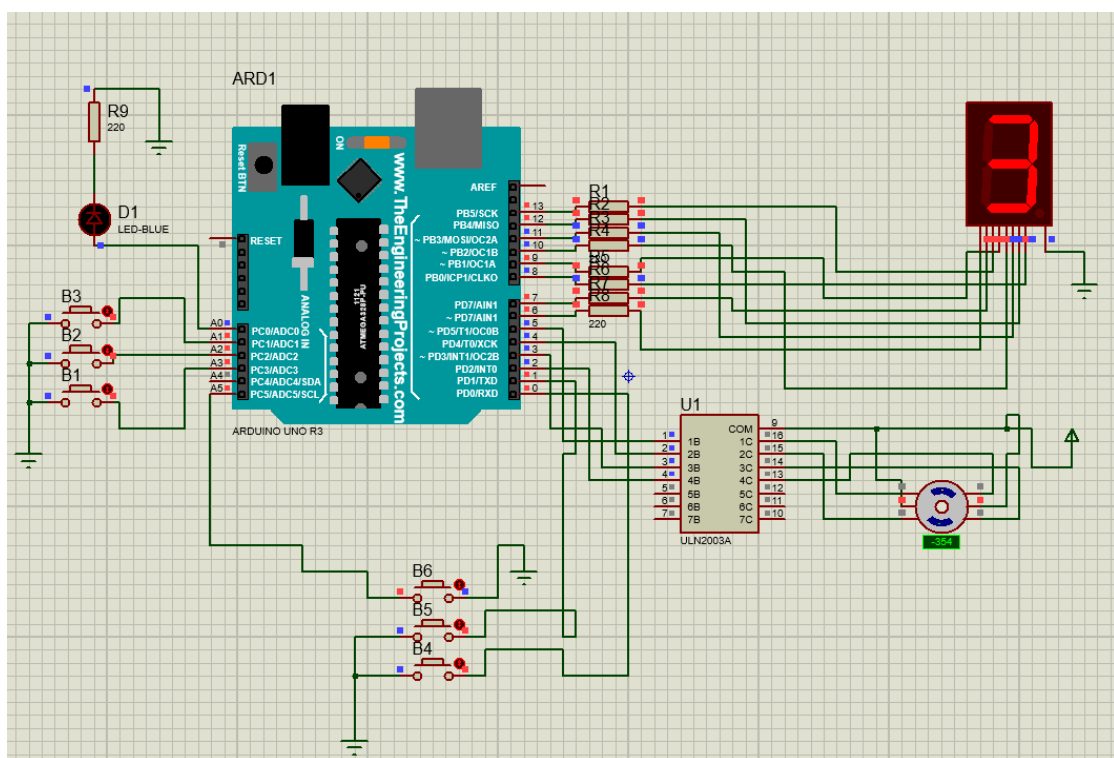 ARD1
R9
220
D1
LED-BLUE
Reset BTN
ON
www.TheEngineeringProjects.com
1121
ATMEGA328P-PU
ANALOG IN
RESET
AREF
PB5/SCK
PB4/MISO
~ PB3/MOSI/OC2A
~ PB2/OC1B
~ PB1/OC1A
PB0/ICP1/CLKO
PD7/AIN1
~ PD7/AIN1
~ PD5/T1/OC0B
PD4/T0/XCK
~ PD3/INT1/OC2B
PD2/INT0
PD1/TXD
PD0/RXD
13
12
11
10
9
8
7
6
5
4
3
2
1
0
A0
A1
A2
A3
A4
A5
PC0/ADC0
PC1/ADC1
PC2/ADC2
PC3/ADC3
PC4/ADC4/SDA
PC5/ADC5/SCL
ARDUINO UNO R3
R1
R2
R3
R4
R5
R6
R7
R8
220
3
B3
B2
B1
U1
1
2
3
4
5
6
7
1B
2B
3B
4B
5B
6B
7B
COM
1C
2C
3C
4C
5C
6C
7C
9
16
15
14
13
12
11
10
ULN2003A
-354
B6
B5
B4